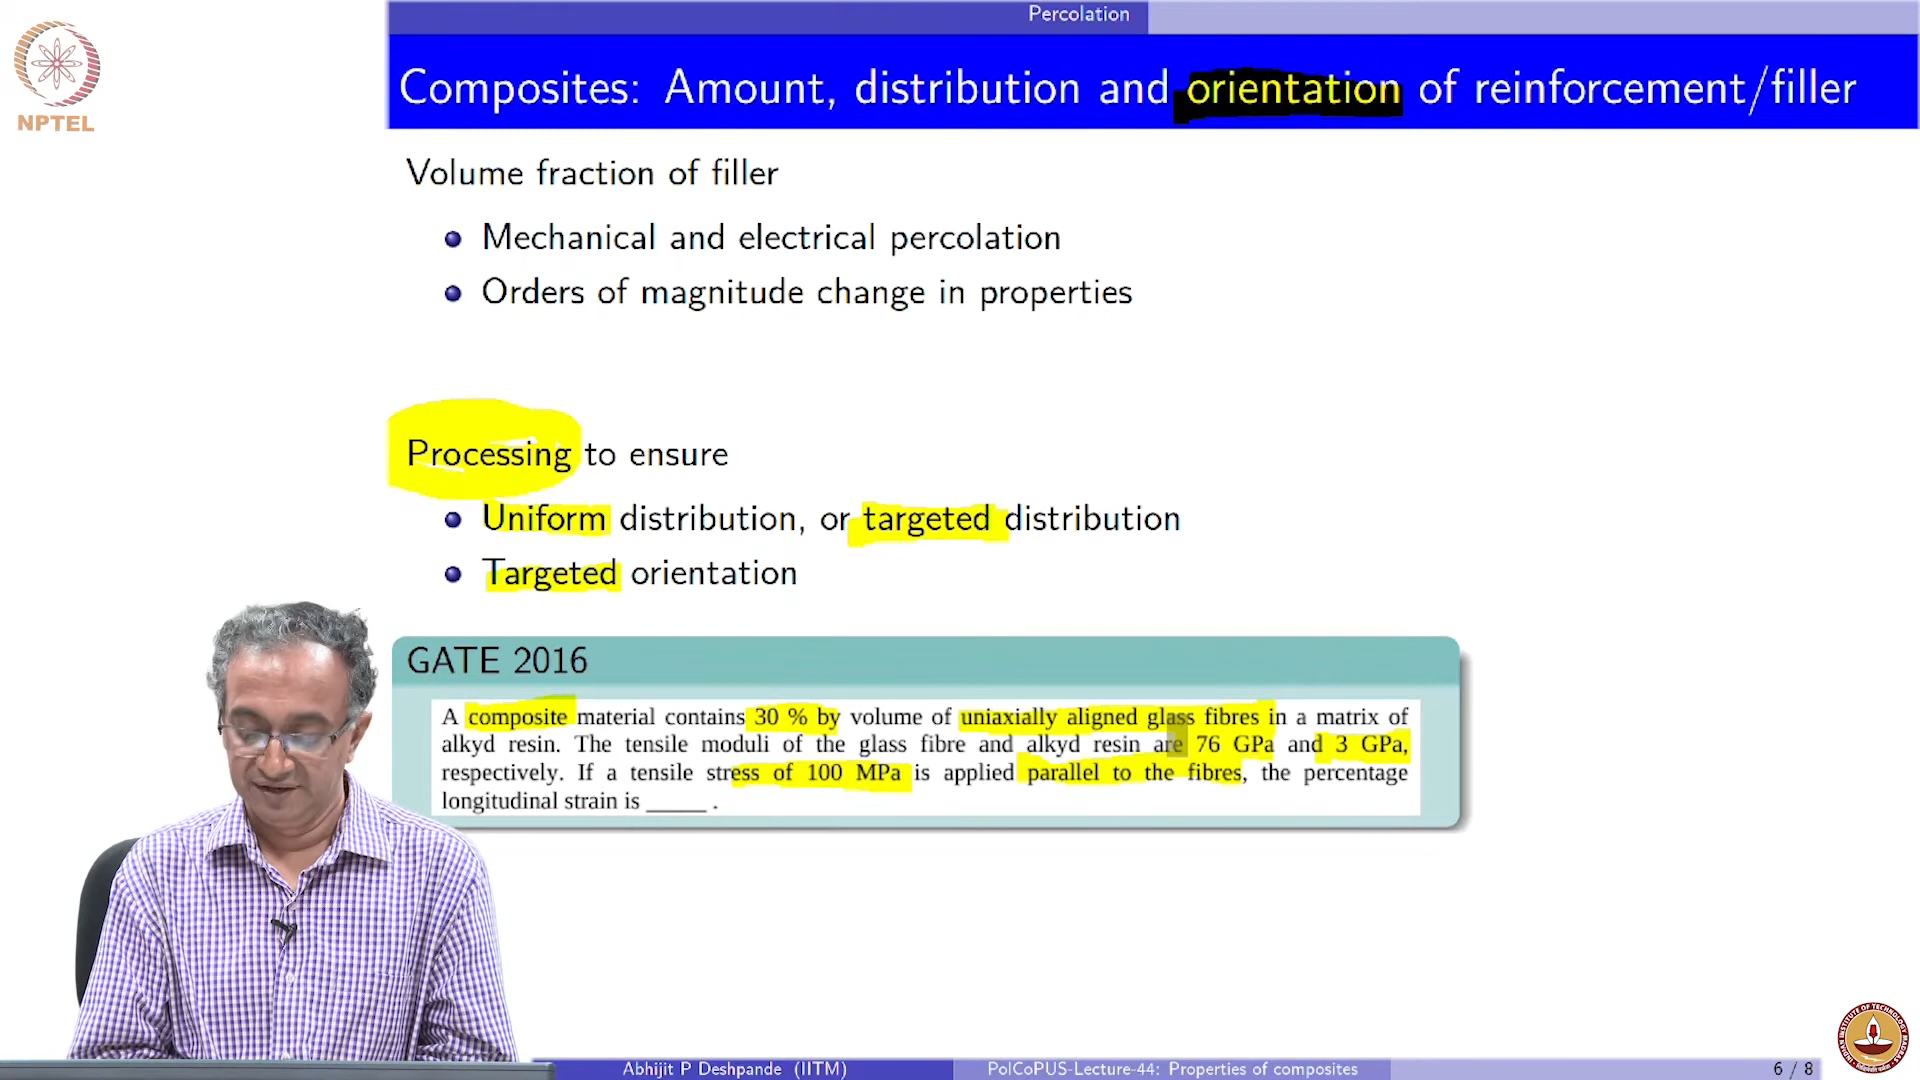 Percolation
NPTEL
Composites: Amount, distribution and orientation of reinforcement/filler
Volume fraction of filler
Mechanical and electrical percolation
Orders of magnitude change in properties
Processing to ensure
Uniform distribution, or targeted distribution
Targeted orientation
GATE 2016
A composite material contains 30 % by volume of uniaxially aligned glass fibres in a matrix of
alkyd resin. The tensile moduli of the glass fibre and alkyd resin are 76 GPa and 3 GPa,
respectively. If a tensile stress of 100 MPa is applied parallel to the fibres, the percentage
longitudinal strain is _____ .
Abhijit P Deshpande (IITM)
PolCoPUS-Lecture-44: Properties of composites
6 / 8